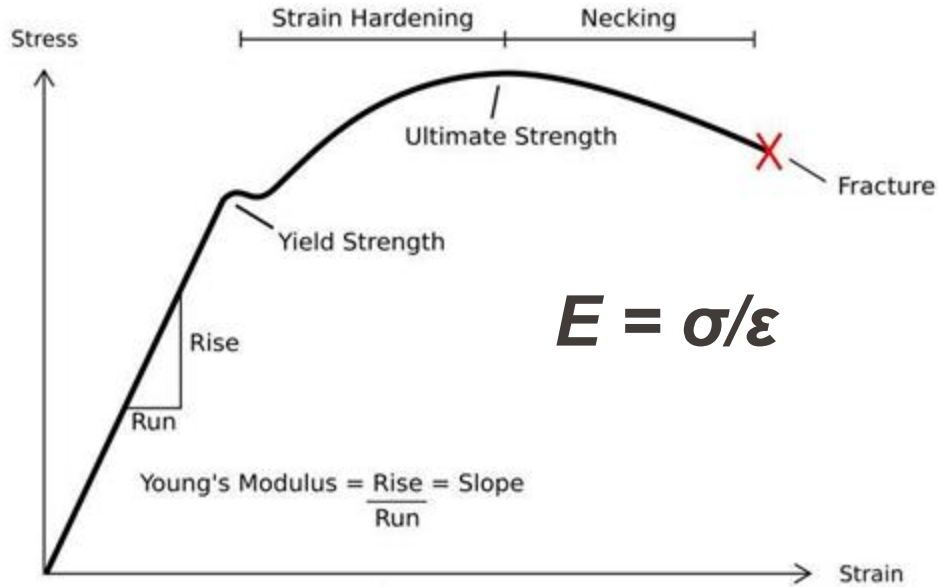 Strain Hardening
Necking
Stress
Ultimate Strength
Fracture
Yield Strength
E = σ/ε
Rise
Run
Young's Modulus = Rise = Slope
Run
Strain